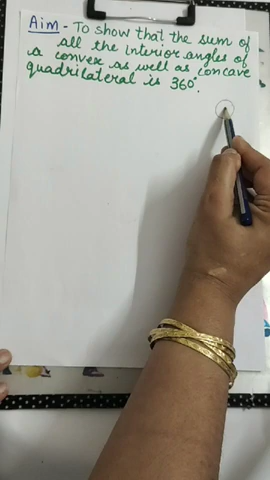 Aim - To show that the sum of
all the interior angles of
a convex as well as concave
quadrilateral is 360°.